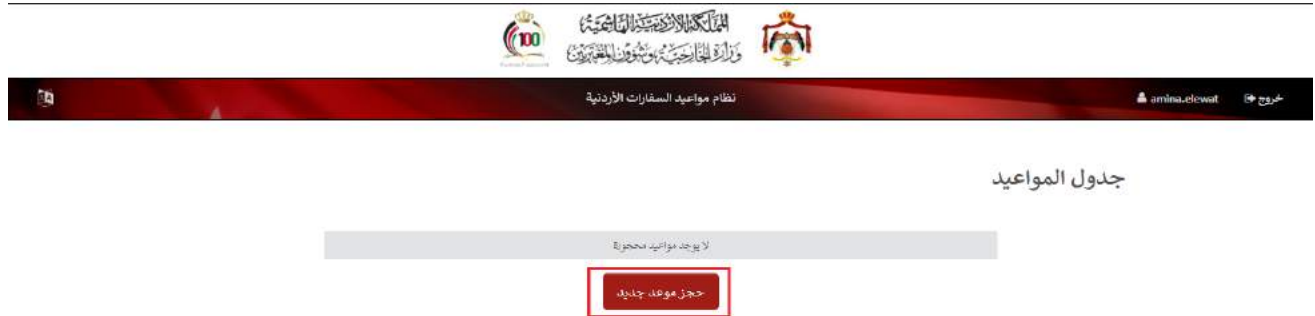 المملكة الأردنية الهاشمية
وزارة الخارجية وشؤون المغتربين
100
خروج
amina.elewat
نظام مواعيد السفارات الأردنية
جدول المواعيد
لا يوجد مواعيد محجوزة
حجز موعد جديد